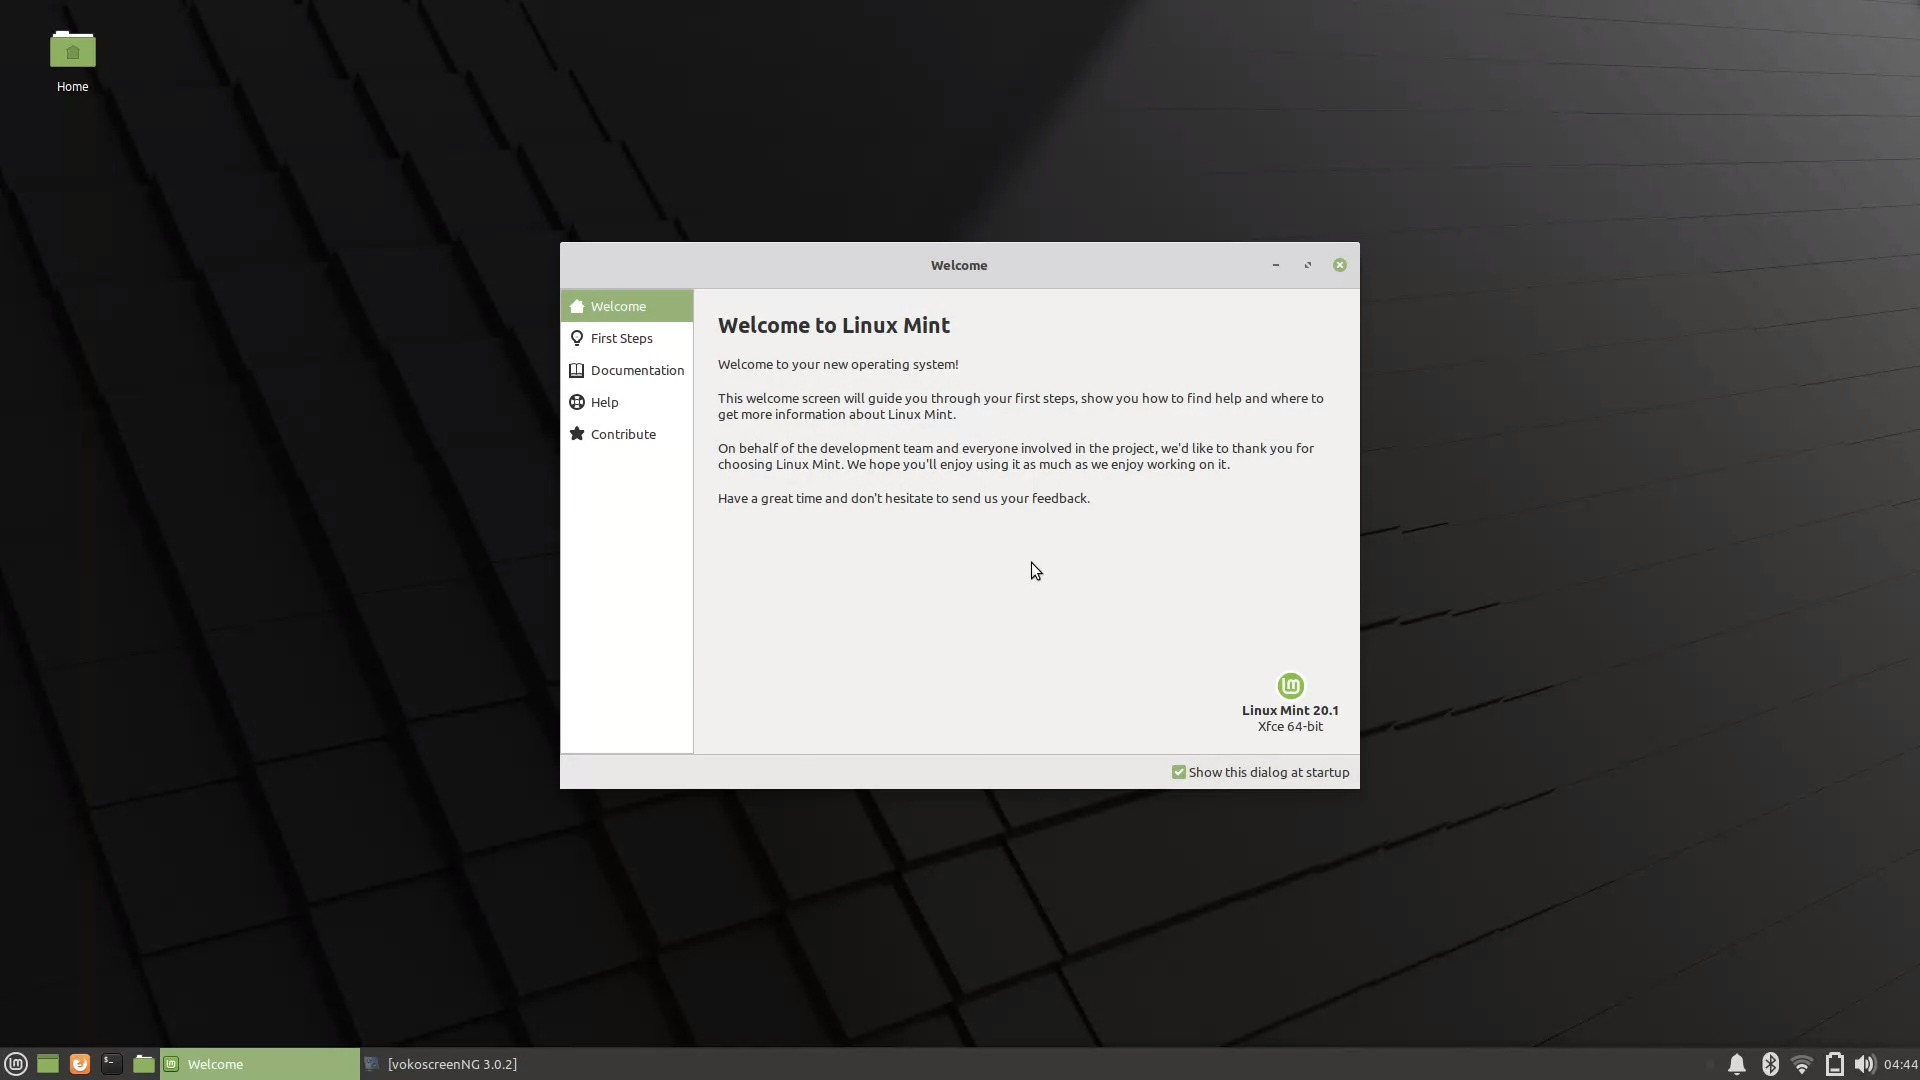 Home
Welcome
Welcome
First Steps
Documentation
Help
Contribute
Welcome to Linux Mint
Welcome to your new operating system!
This welcome screen will guide you through your first steps, show you how to find help and where to
get more information about Linux Mint.
On behalf of the development team and everyone involved in the project, we'd like to thank you for
choosing Linux Mint. We hope you'll enjoy using it as much as we enjoy working on it.
Have a great time and don't hesitate to send us your feedback.
Linux Mint 20.1
Xfce 64-bit
Show this dialog at startup
Welcome
[vokoscreenNG 3.0.2]
04:44